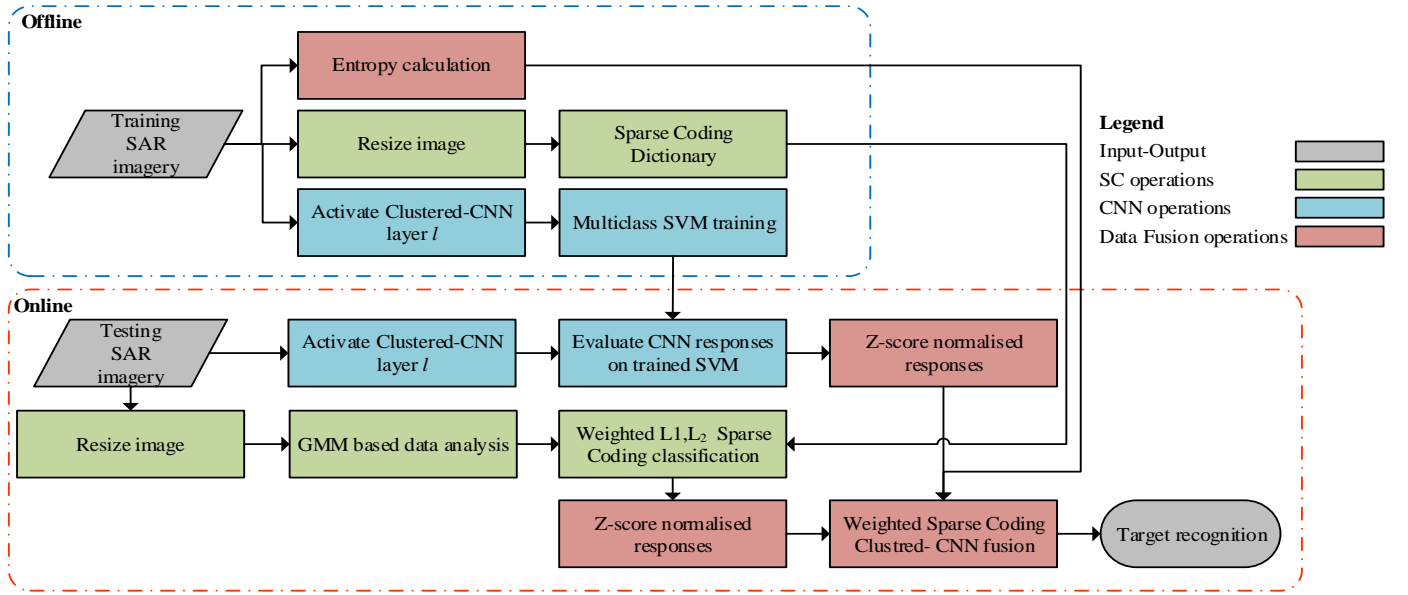 Offline
Entropy calculation
Training
SAR
imagery
Resize image
Sparse Coding
Dictionary
Activate Clustered-CNN
layer l
Multiclass SVM training
Legend
Input-Output
SC operations
CNN operations
Data Fusion operations
Online
Testing
SAR
imagery
Activate Clustered-CNN
layer l
Evaluate CNN responses
on trained SVM
Z-score normalised
responses
Resize image
GMM based data analysis
Weighted L1,L₂ Sparse
Coding classification
Z-score normalised
responses
Weighted Sparse Coding
Clustred- CNN fusion
Target recognition